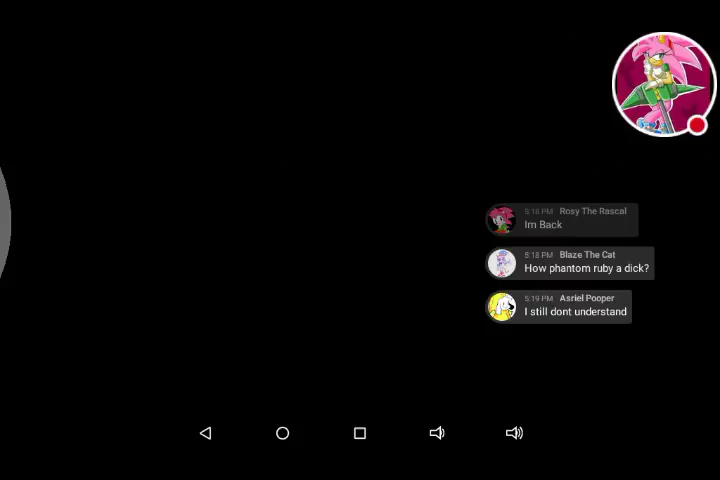 5:18 PM Rosy The Rascal
Im Back
5:18 PM Blaze The Cat
How phantom ruby a dick?
5:19 PM Asriel Pooper
I still dont understand